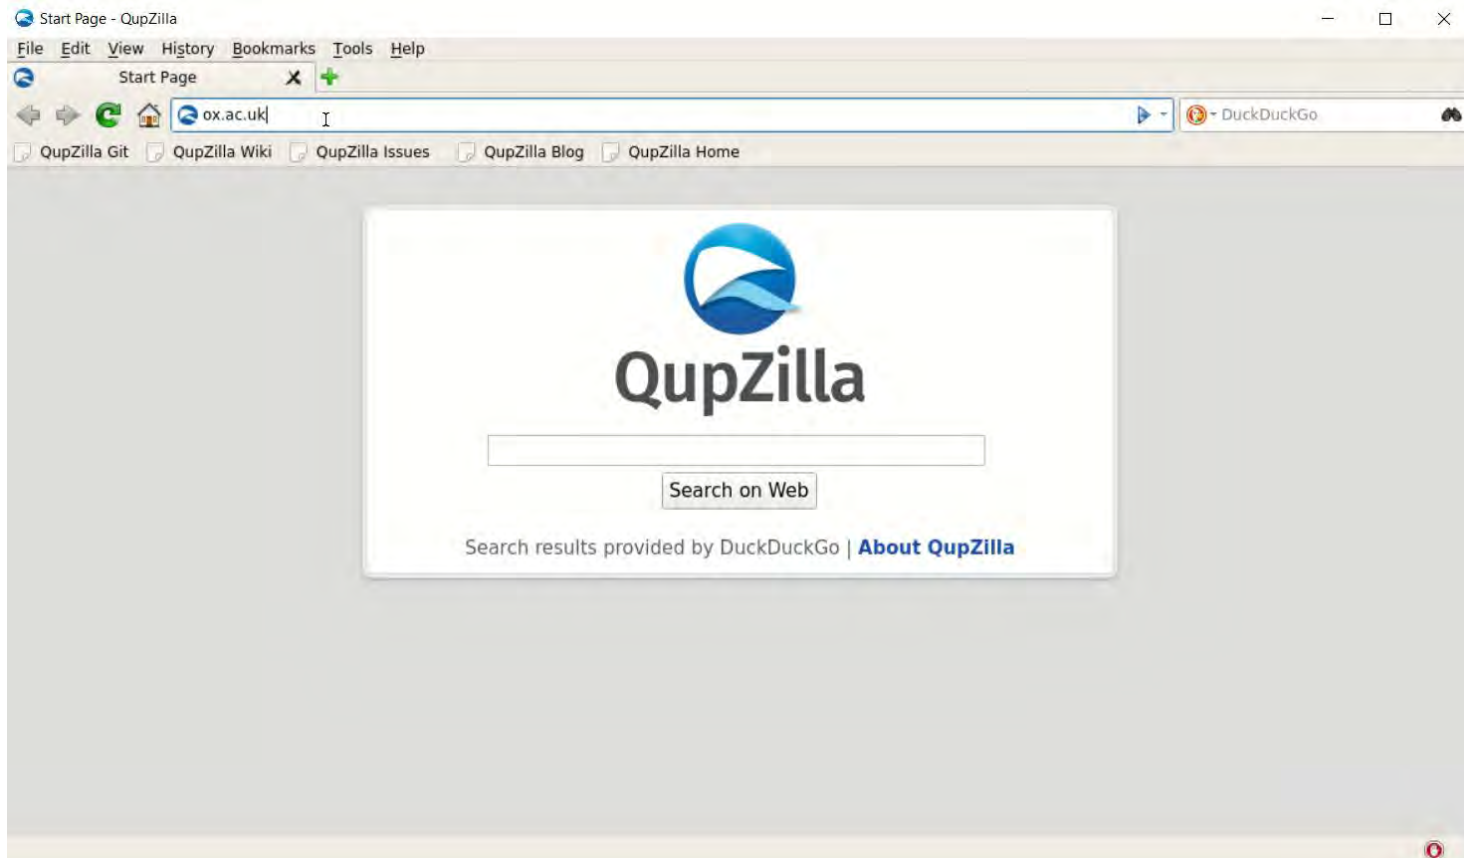 Start Page - QupZilla
File Edit View History Bookmarks Tools Help
Start Page
ox.ac.uk DuckDuckGo
QupZilla Git QupZilla Wiki QupZilla Issues QupZilla Blog QupZilla Home
QupZilla
Search on Web
Search results provided by DuckDuckGo | About QupZilla